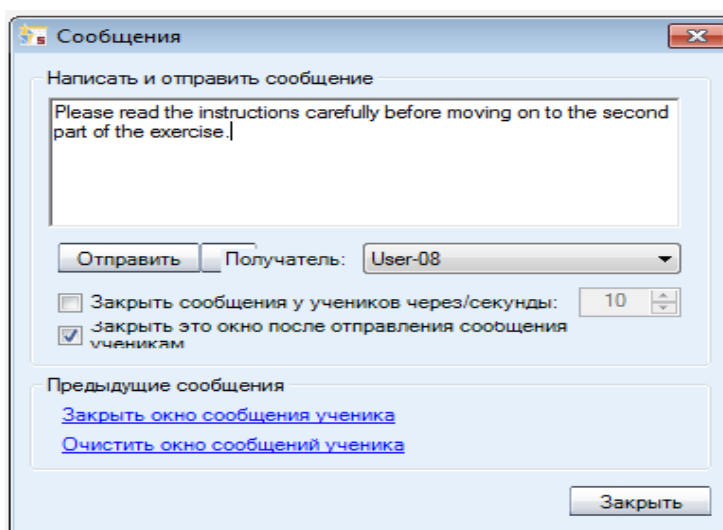 Сообщения
Написать и отправить сообщение
Please read the instructions carefully before moving on to the second
part of the exercise.
Отправить Получатель: User-08
Закрыть сообщения у учеников через/секунды: 10
Закрыть это окно после отправления сообщения
ученикам
Предыдущие сообщения
Закрыть окно сообщения ученика
Очистить окно сообщений ученика
Закрыть